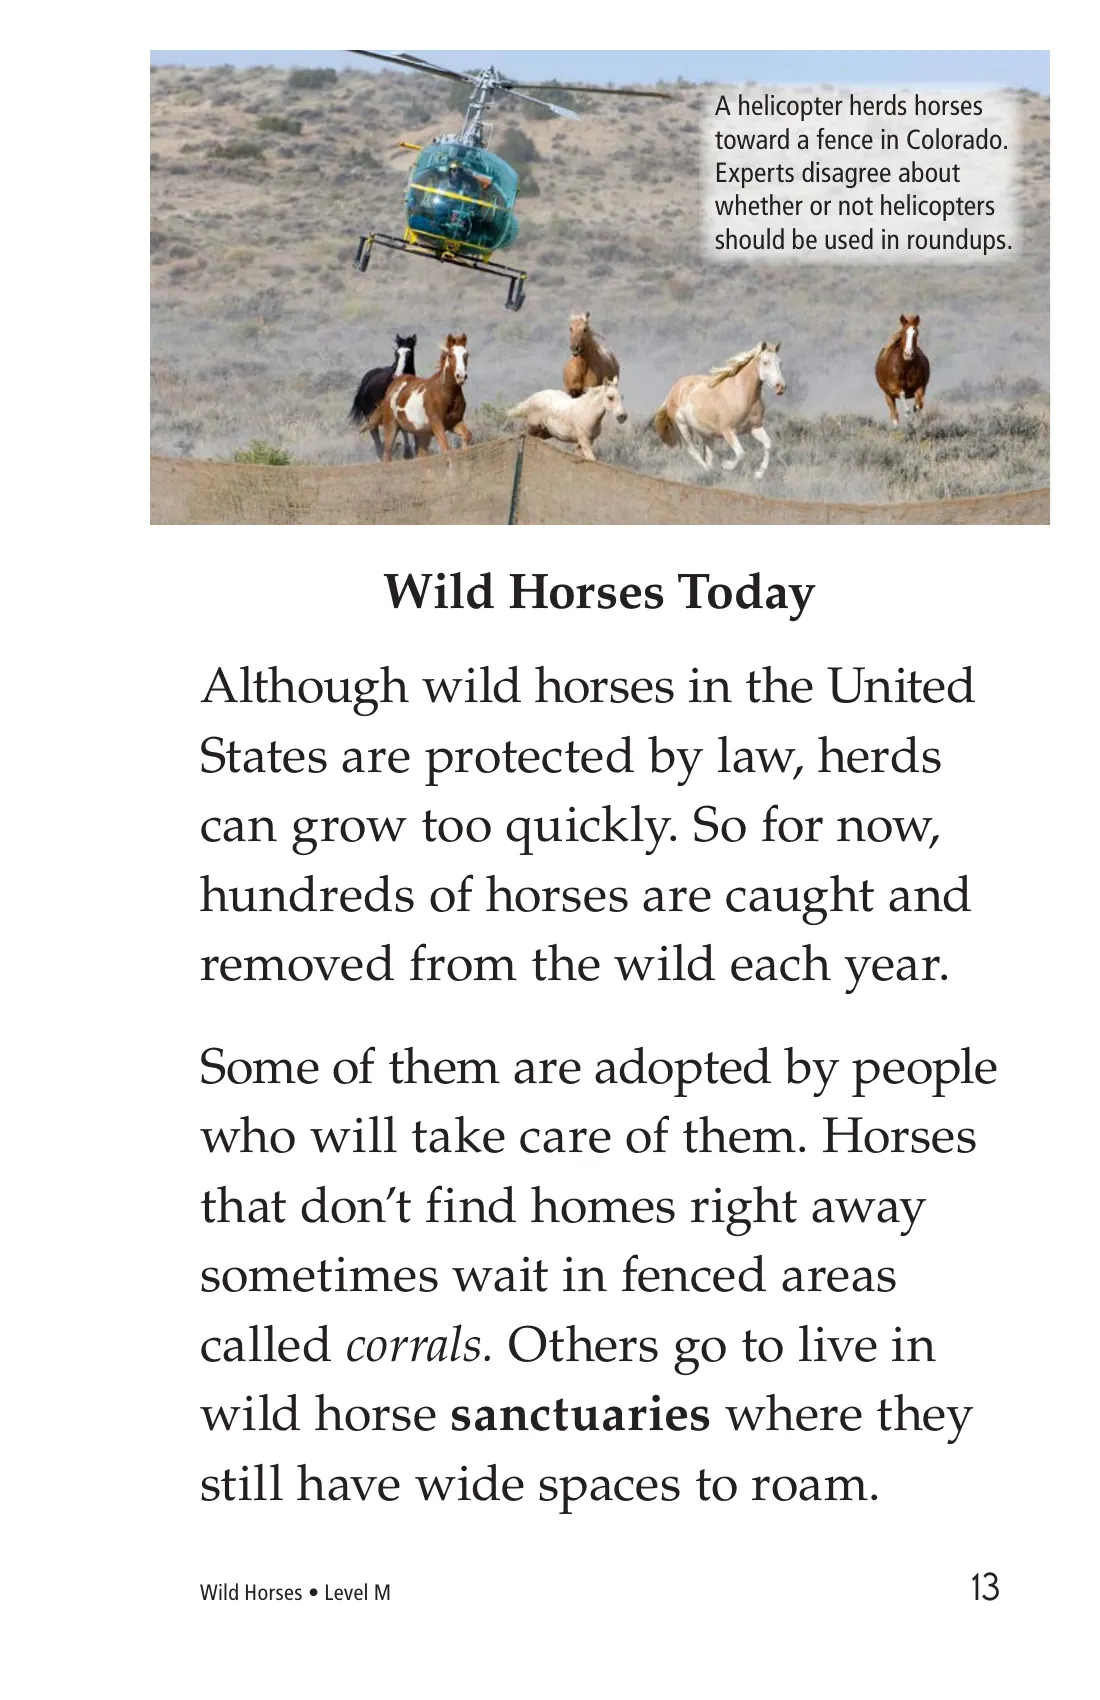 A helicopter herds horses
toward a fence in Colorado.
Experts disagree about
whether or not helicopters
should be used in roundups.
Wild Horses Today
Although wild horses in the United
States are protected by law, herds
can grow too quickly. So for now,
hundreds of horses are caught and
removed from the wild each year.
Some of them are adopted by people
who will take care of them. Horses
that don’t find homes right away
sometimes wait in fenced areas
called corrals. Others go to live in
wild horse sanctuaries where they
still have wide spaces to roam.
Wild Horses • Level M
13